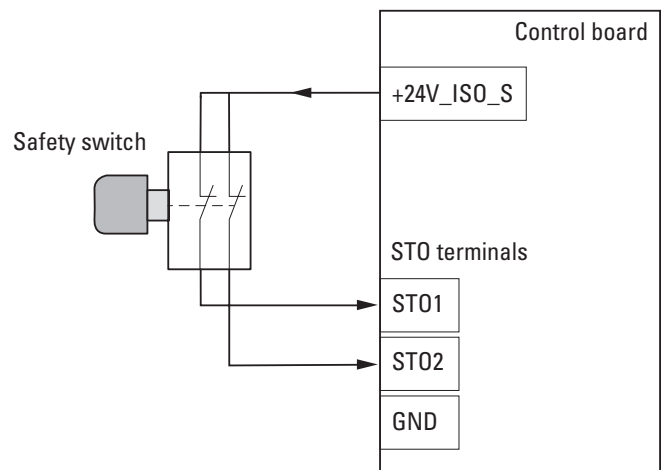 Control board
+24V_ISO_S
Safety switch
STO terminals
STO1
STO2
GND